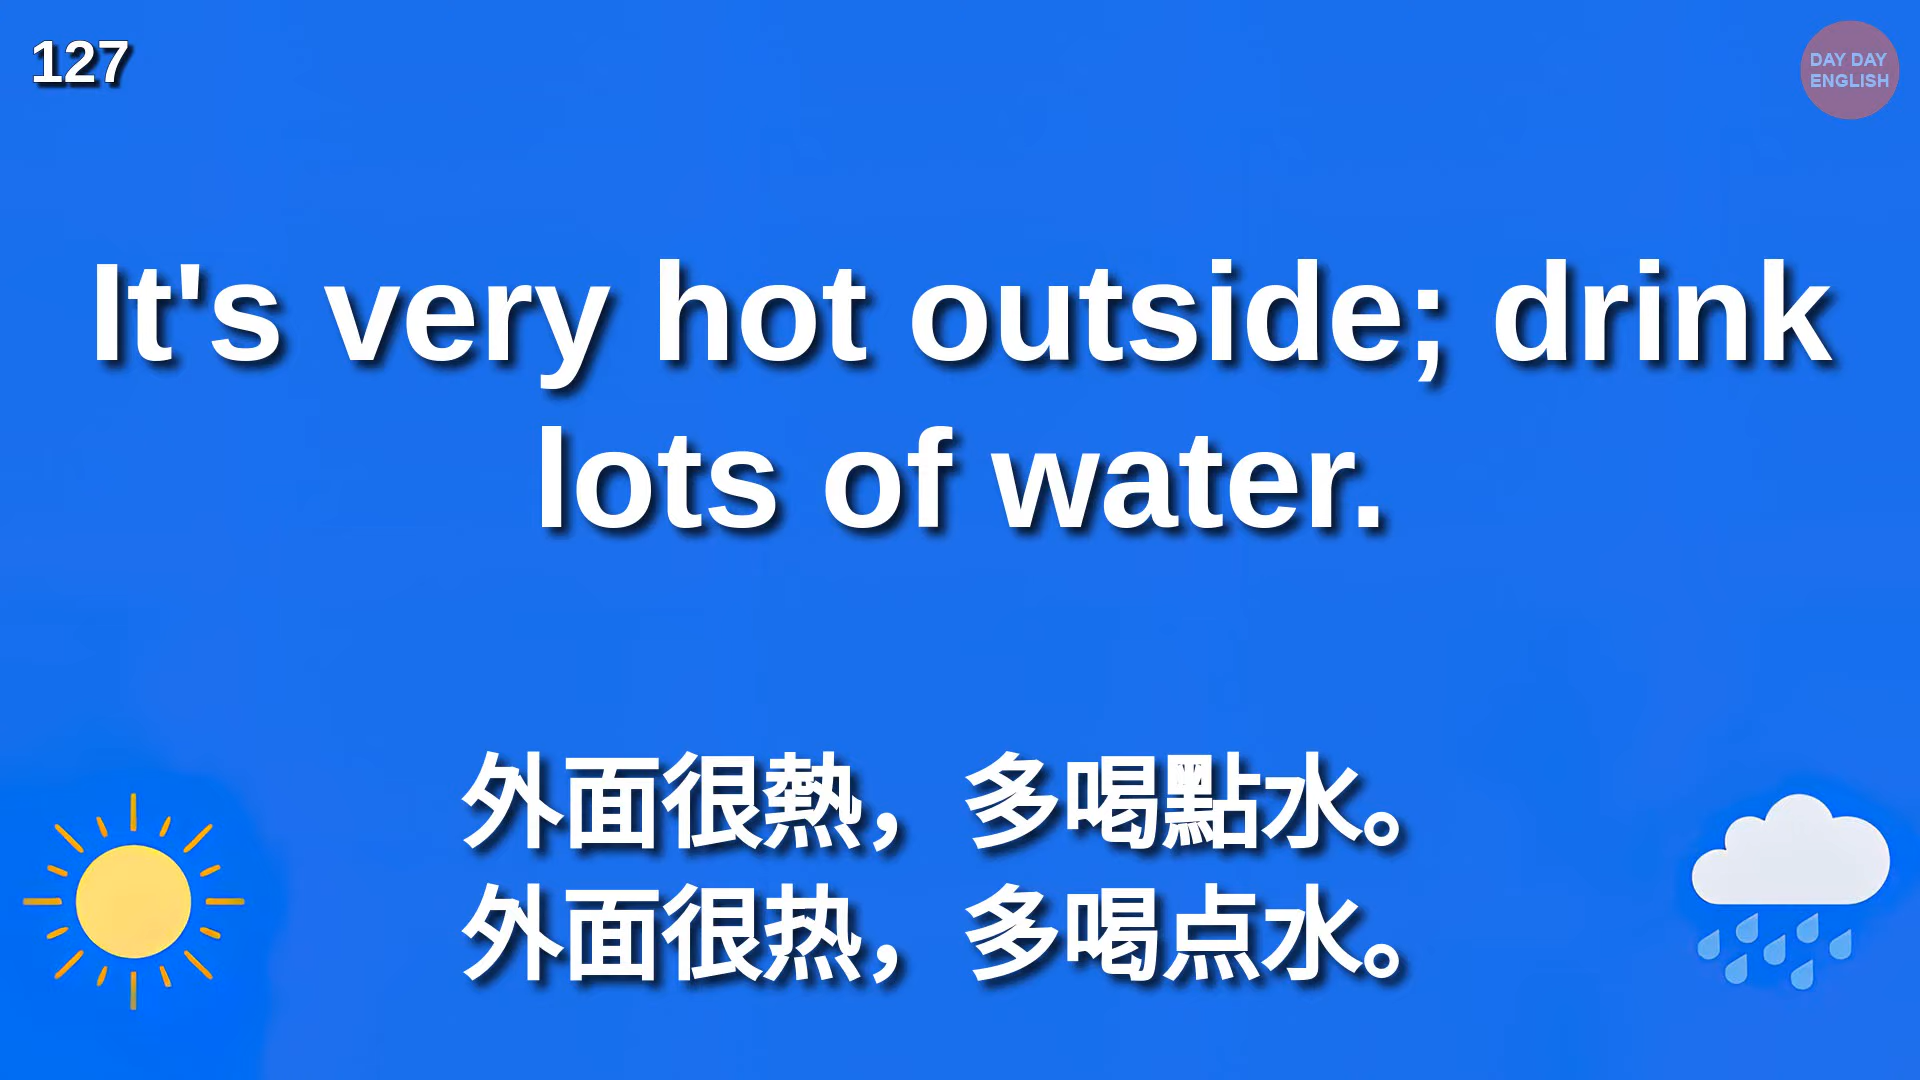 127
DAY DAY
ENGLISH
It's very hot outside; drink
lots of water.
外面很熱，多喝點水。
外面很热，多喝点水。